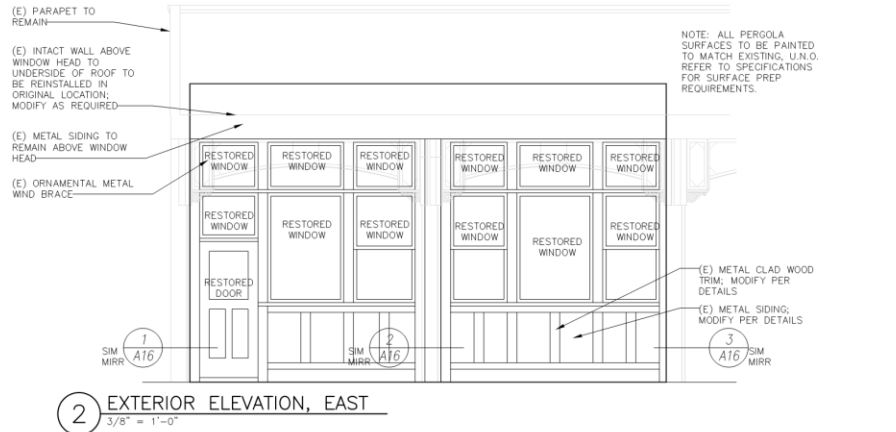 (E) PARAPET TO
REMAIN
(E) INTACT WALL ABOVE
WINDOW HEAD TO
UNDERSIDE OF ROOF TO
BE REINSTALLED IN
ORIGINAL LOCATION;
MODIFY AS REQUIRED
(E) METAL SIDING TO
REMAIN ABOVE WINDOW
HEAD
(E) ORNAMENTAL METAL
WIND BRACE
NOTE: ALL PERGOLA
SURFACES TO BE PAINTED
TO MATCH EXISTING, U.N.O.
REFER TO SPECIFICATIONS
FOR SURFACE PREP
REQUIREMENTS.
RESTORED
WINDOW
RESTORED
WINDOW
RESTORED
WINDOW
RESTORED
WINDOW
RESTORED
WINDOW
RESTORED
WINDOW
RESTORED
WINDOW
RESTORED
WINDOW
RESTORED
WINDOW
RESTORED
WINDOW
RESTORED
WINDOW
RESTORED
WINDOW
RESTORED
DOOR
(E) METAL CLAD WOOD
TRIM; MODIFY PER
DETAILS
(E) METAL SIDING;
MODIFY PER DETAILS
SIM
MIRR
1
A16
SIM
MIRR
2
A16
3
A16
SIM
MIRR
2
EXTERIOR ELEVATION, EAST
3/8" = 1'-0"